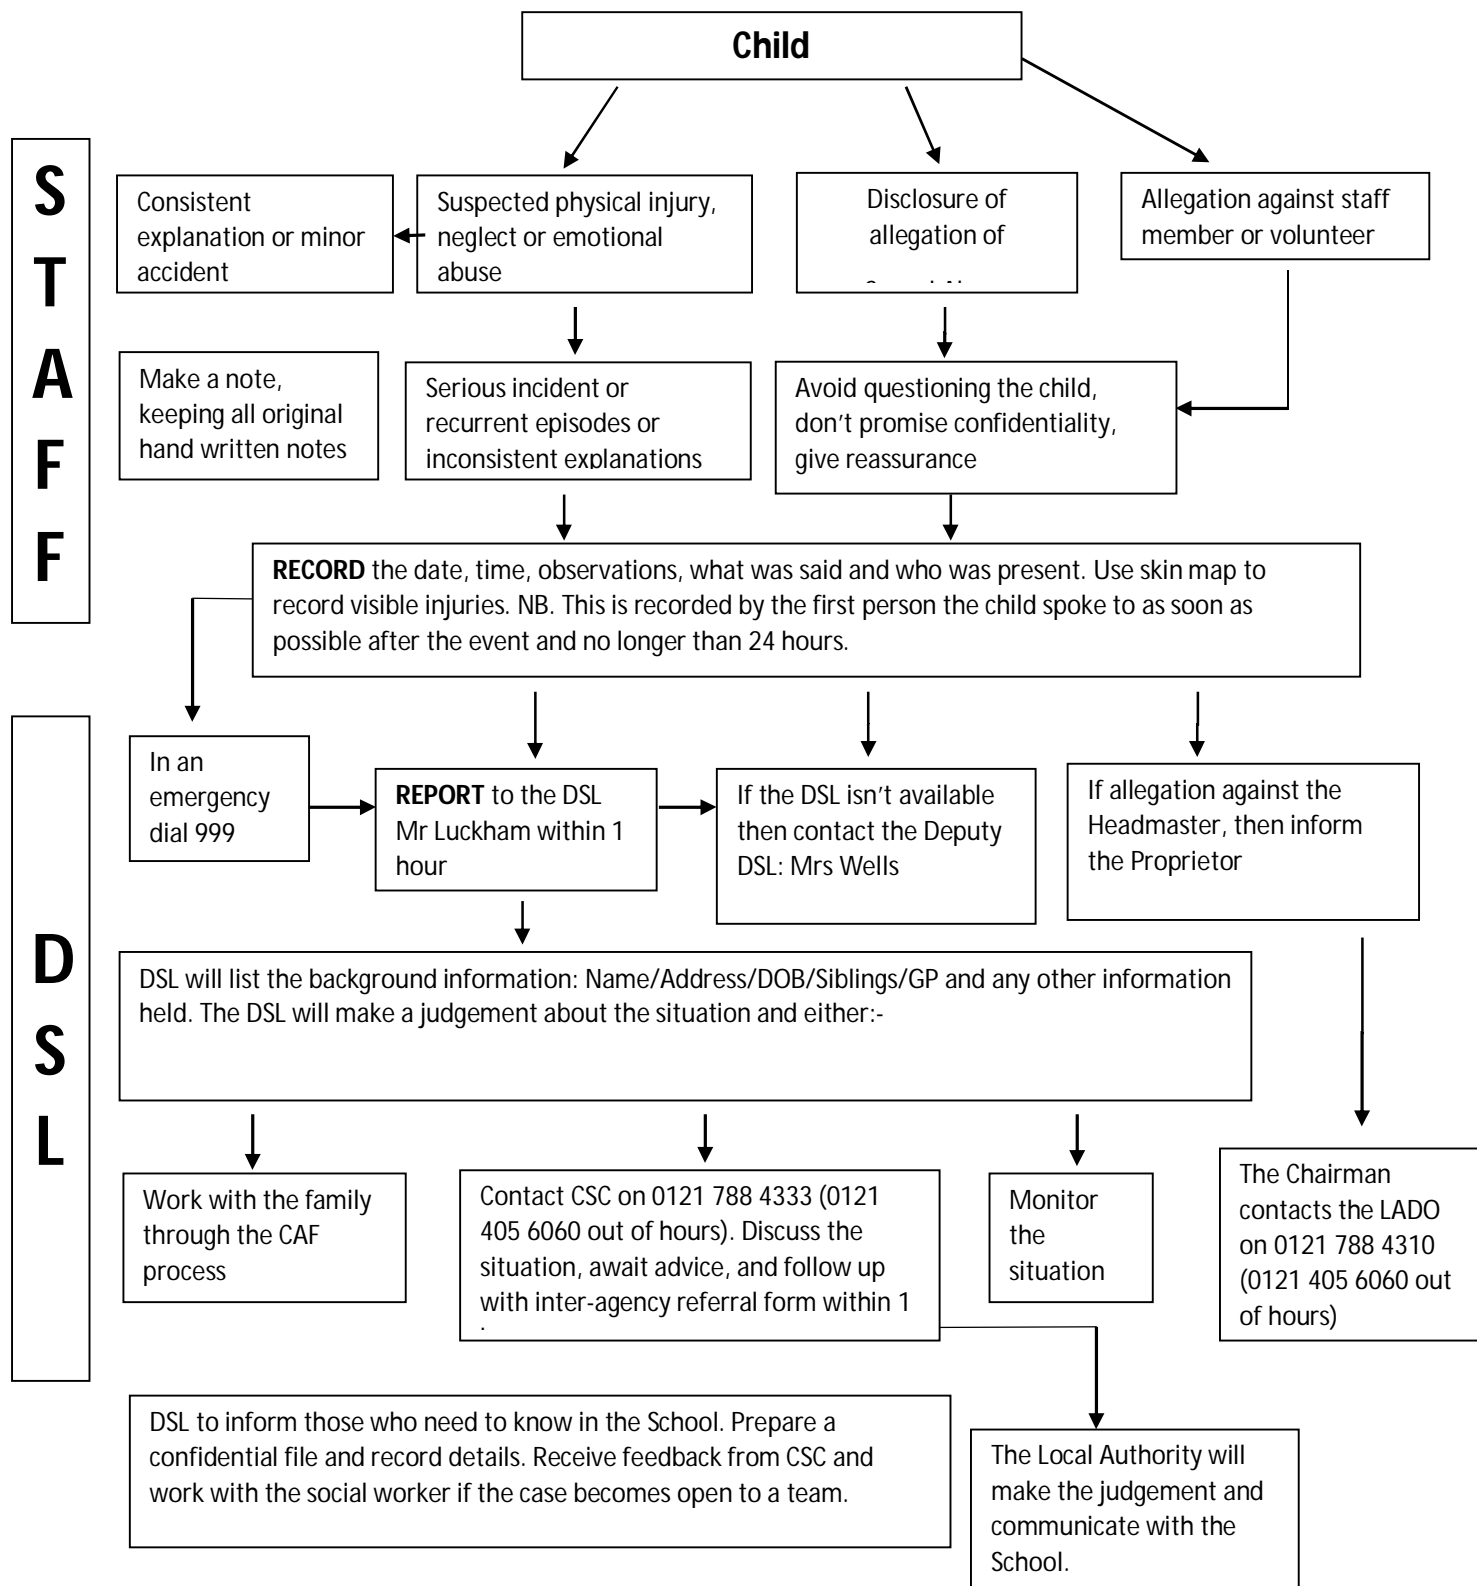 Child
STAFF
Consistent
explanation or minor
accident
Suspected physical injury,
neglect or emotional
abuse
Disclosure of
allegation of
Allegation against staff
member or volunteer
Make a note,
keeping all original
hand written notes
Serious incident or
recurrent episodes or
inconsistent explanations
Avoid questioning the child,
don't promise confidentiality,
give reassurance
RECORD the date, time, observations, what was said and who was present. Use skin map to
record visible injuries. NB. This is recorded by the first person the child spoke to as soon as
possible after the event and no longer than 24 hours.
DSL
In an
emergency
dial 999
REPORT to the DSL
Mr Luckham within 1
hour
If the DSL isn't available
then contact the Deputy
DSL: Mrs Wells
If allegation against the
Headmaster, then inform
the Proprietor
DSL will list the background information: Name/Address/DOB/Siblings/GP and any other information
held. The DSL will make a judgement about the situation and either:-
Work with the family
through the CAF
process
Contact CSC on 0121 788 4333 (0121
405 6060 out of hours). Discuss the
situation, await advice, and follow up
with inter-agency referral form within 1
Monitor
the
situation
The Chairman
contacts the LADO
on 0121 788 4310
(0121 405 6060 out
of hours)
DSL to inform those who need to know in the School. Prepare a
confidential file and record details. Receive feedback from CSC and
work with the social worker if the case becomes open to a team.
The Local Authority will
make the judgement and
communicate with the
School.